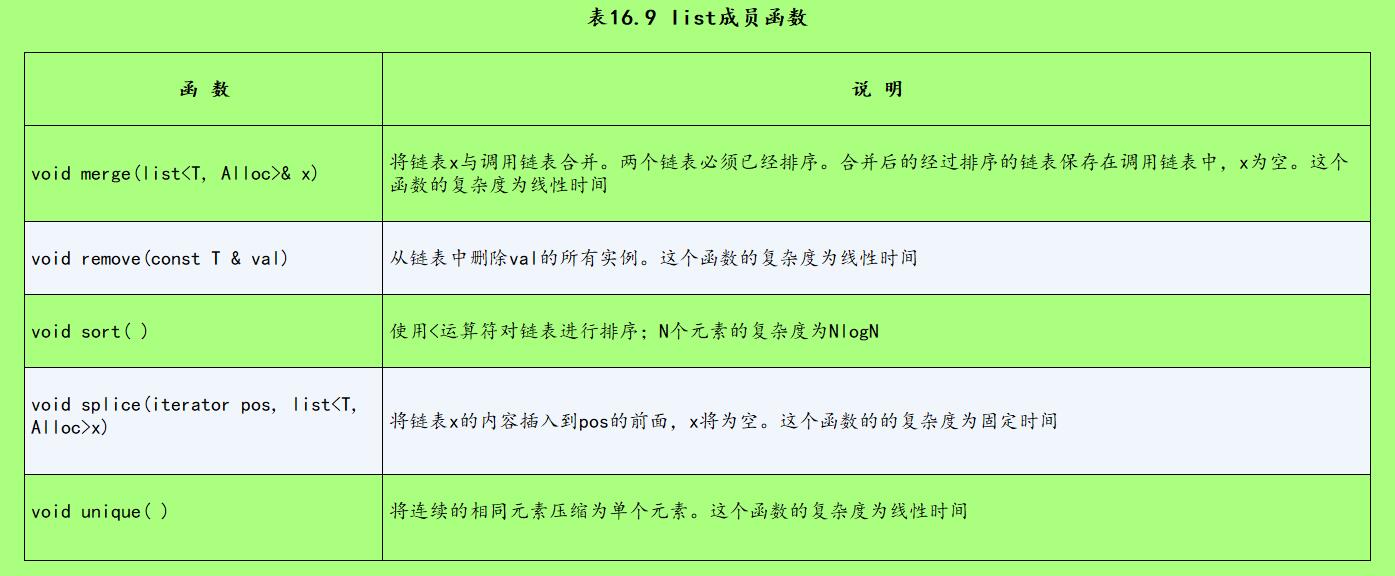 表16.9 list成员函数
函 数
说 明
void merge(list<T, Alloc>& x)
将链表x与调用链表合并。两个链表必须已经排序。合并后的经过排序的链表保存在调用链表中，x为空。这个
函数的复杂度为线性时间
void remove(const T & val)
从链表中删除val的所有实例。这个函数的复杂度为线性时间
void sort( )
使用<运算符对链表进行排序；N个元素的复杂度为NlogN
void splice(iterator pos, list<T,
Alloc>x)
将链表x的内容插入到pos的前面，x将为空。这个函数的的复杂度为固定时间
void unique( )
将连续的相同元素压缩为单个元素。这个函数的复杂度为线性时间